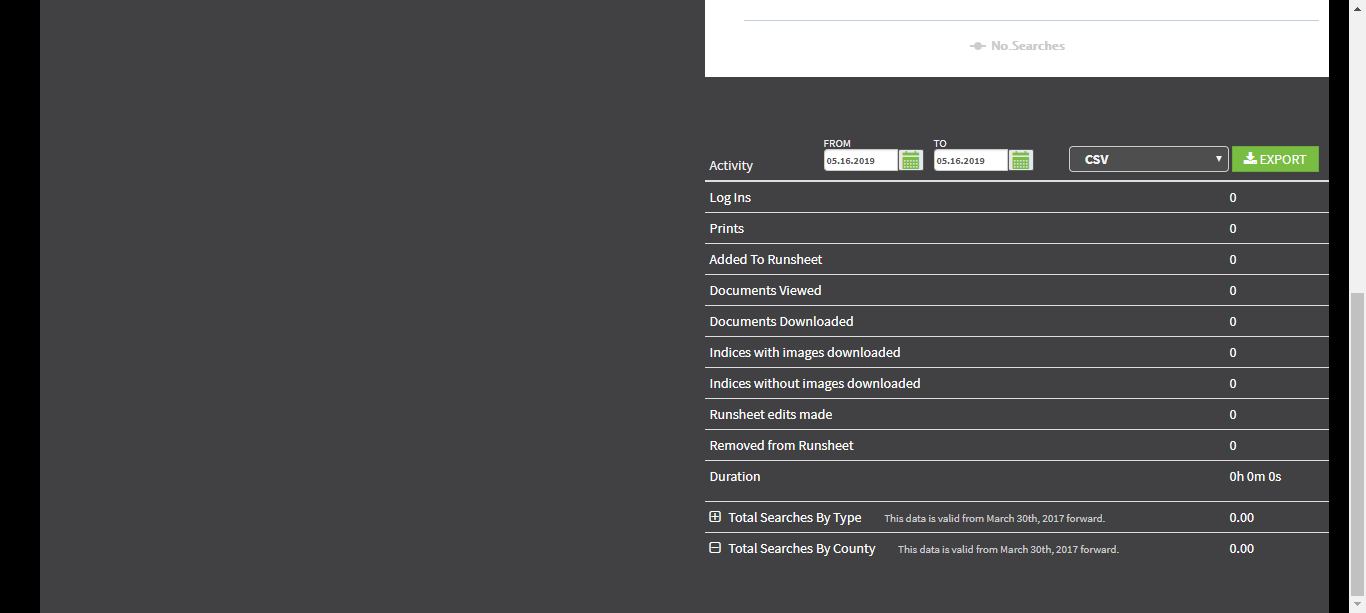 No.Searches
FROM TO
Activity 05.16.2019 05.16.2019 CSV EXPORT
Log Ins 0
Prints 0
Added To Runsheet 0
Documents Viewed 0
Documents Downloaded 0
Indices with images downloaded 0
Indices without images downloaded 0
Runsheet edits made 0
Removed from Runsheet 0
Duration 0h 0m 0s
Total Searches By Type This data is valid from March 30th, 2017 forward. 0.00
Total Searches By County This data is valid from March 30th, 2017 forward. 0.00